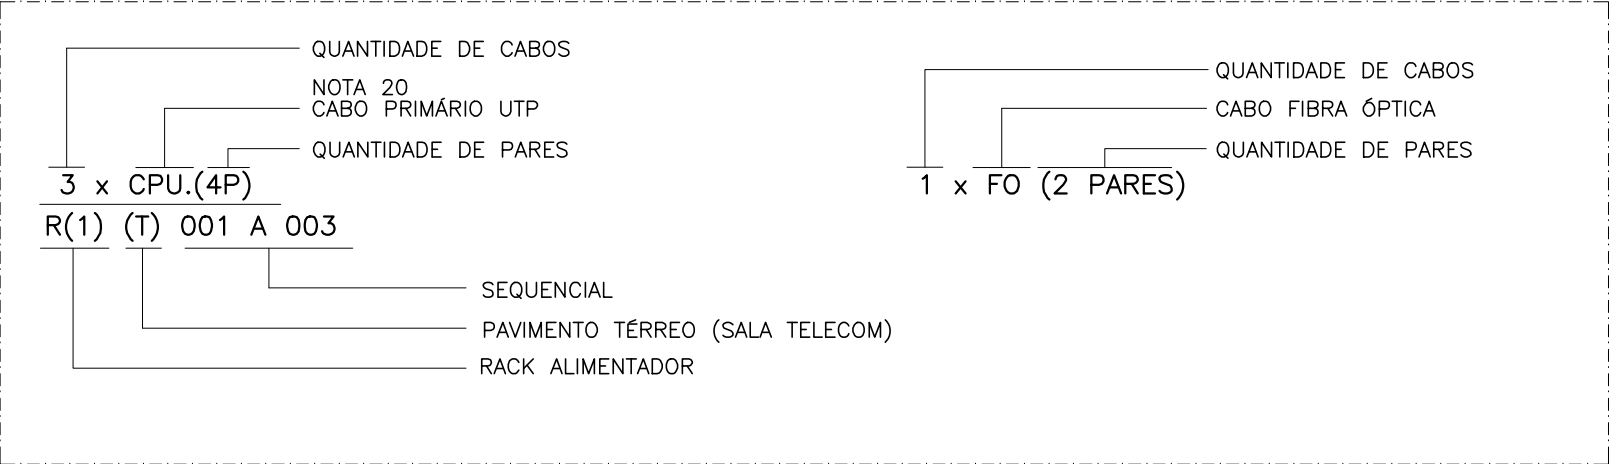 QUANTIDADE DE CABOS
NOTA 20
CABO PRIMÁRIO UTP
QUANTIDADE DE PARES
3 x CPU.(4P)
R(1) (T) 001 A 003
SEQUENCIAL
PAVIMENTO TÉRREO (SALA TELECOM)
RACK ALIMENTADOR
QUANTIDADE DE CABOS
CABO FIBRA ÓPTICA
QUANTIDADE DE PARES
1 x FO (2 PARES)